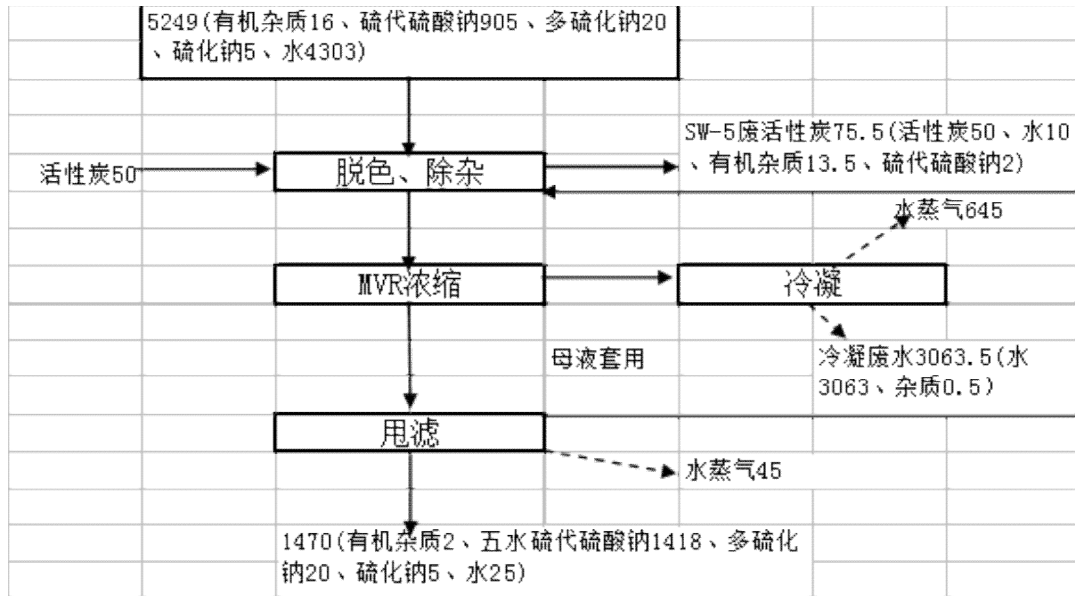 5249(有机杂质16、硫代硫酸钠905、多硫化钠20
、硫化钠5、水4303)
SW-5废活性炭75.5(活性炭50、水10
、有机杂质13.5、硫代硫酸钠2)
活性炭50
脱色、除杂
水蒸气645
MVR浓缩
冷凝
母液套用
冷凝废水3063.5(水
3063、杂质0.5)
甩滤
水蒸气45
1470(有机杂质2、五水硫代硫酸钠1418、多硫化
钠20、硫化钠5、水25)